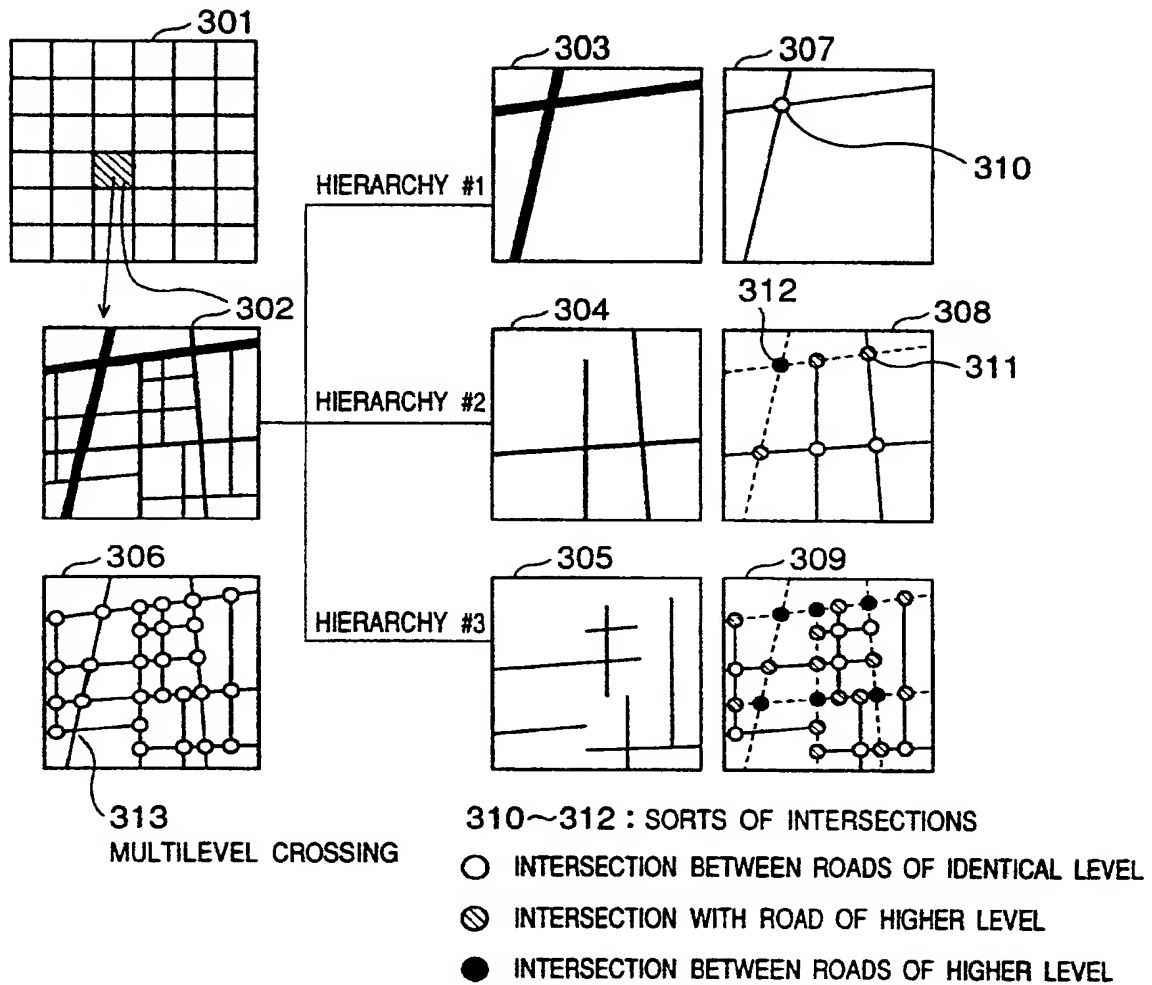 301
303
307
310
HIERARCHY #1
302
304
312
308
311
HIERARCHY #2
306
305
309
HIERARCHY #3
313
MULTILEVEL CROSSING
310~312 : SORTS OF INTERSECTIONS
INTERSECTION BETWEEN ROADS OF IDENTICAL LEVEL
INTERSECTION WITH ROAD OF HIGHER LEVEL
INTERSECTION BETWEEN ROADS OF HIGHER LEVEL